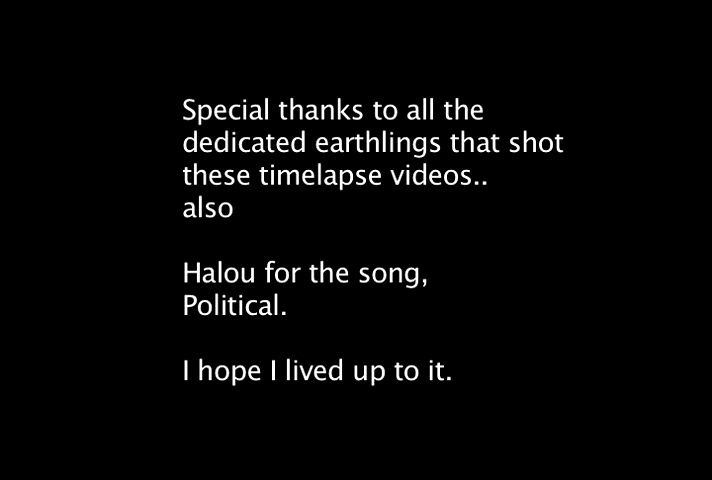 Special thanks to all the
dedicated earthlings that shot
these timelapse videos..
also
Halou for the song,
Political.
I hope I lived up to it.